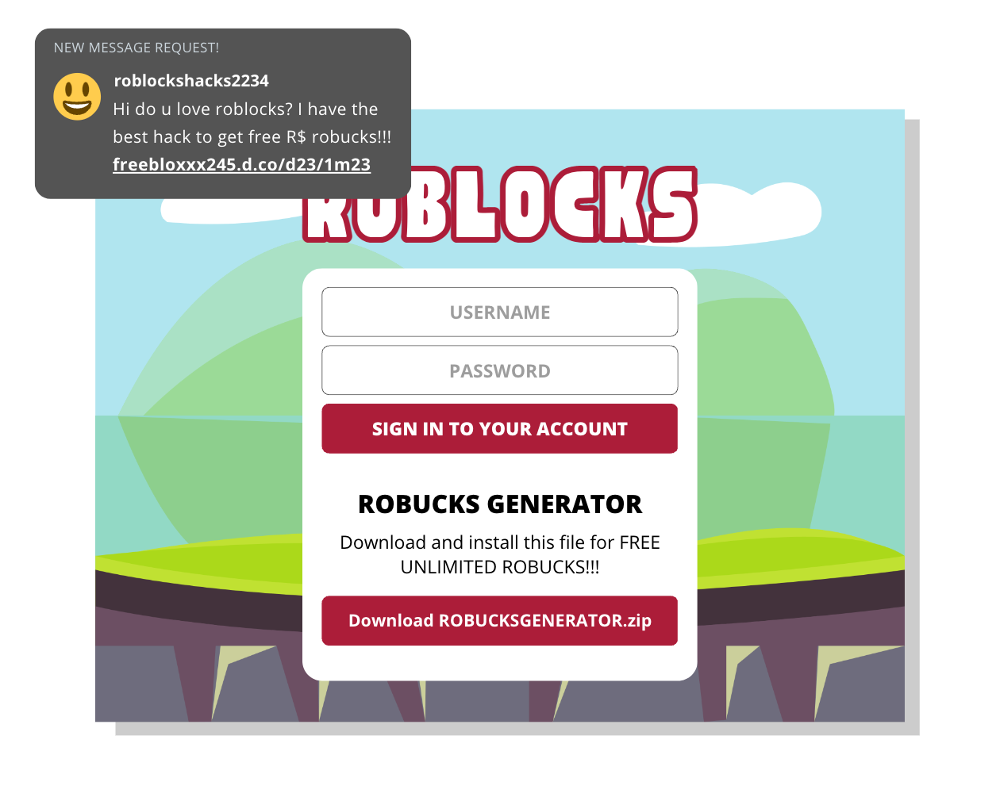 NEW MESSAGE REQUEST!
roblockshacks2234
Hi do u love roblocks? I have the
best hack to get free R$ robucks!!!
freebloxxx245.d.co/d23/1m23
ROBLOCKS
USERNAME
PASSWORD
SIGN IN TO YOUR ACCOUNT
ROBUCKS GENERATOR
Download and install this file for FREE
UNLIMITED ROBUCKS!!!
Download ROBUCKSGENERATOR.zip